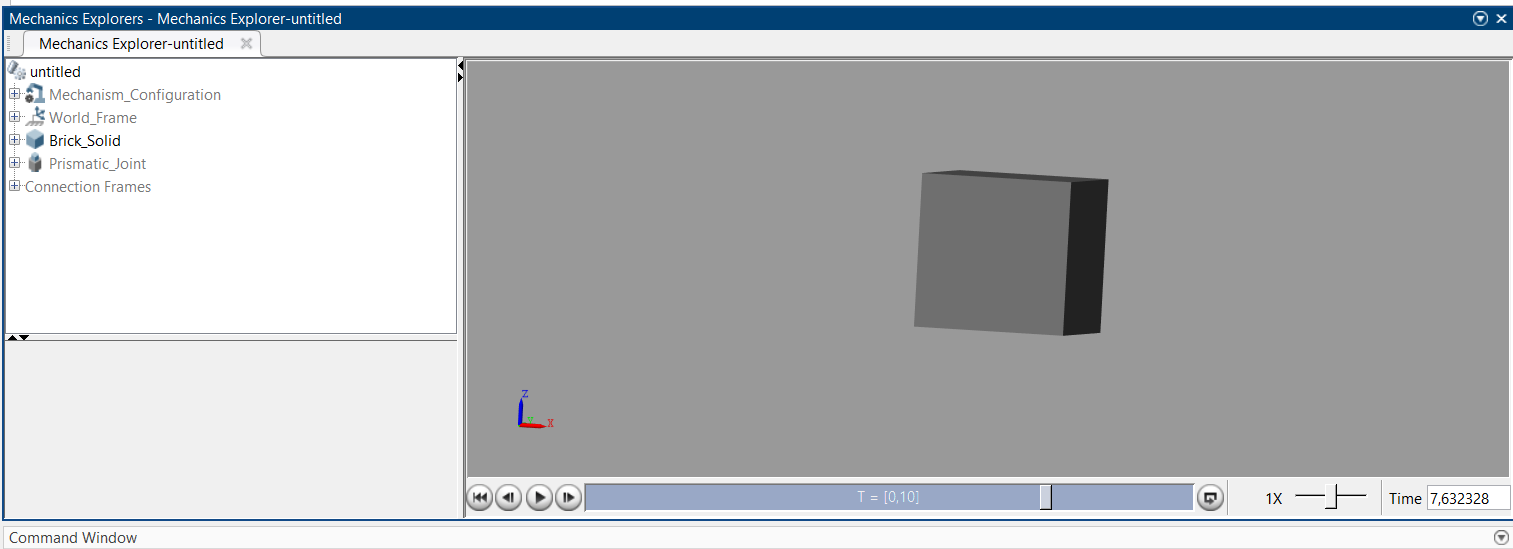 Mechanics Explorers - Mechanics Explorer-untitled
Mechanics Explorer-untitled
untitled
Mechanism_Configuration
World_Frame
Brick_Solid
Prismatic_Joint
Connection Frames
Z
X
T = [0,10]
1X
Time 7,632328
Command Window